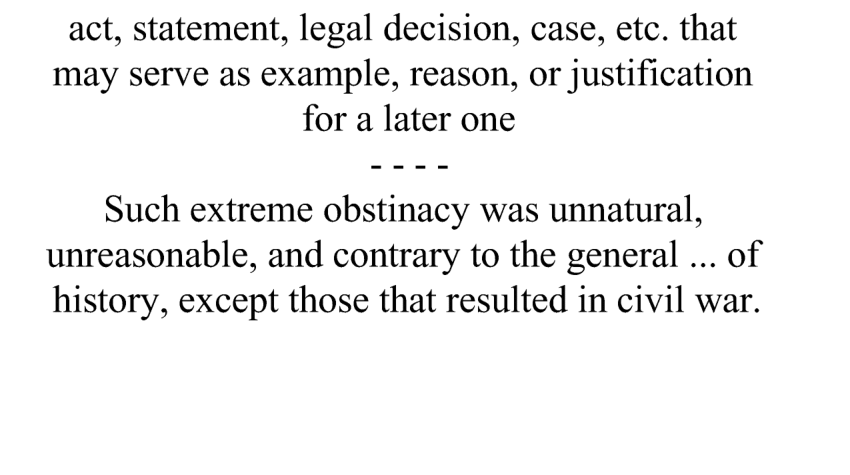 act, statement, legal decision, case, etc. that
may serve as example, reason, or justification
for a later one
- - - -
Such extreme obstinacy was unnatural,
unreasonable, and contrary to the general ... of
history, except those that resulted in civil war.